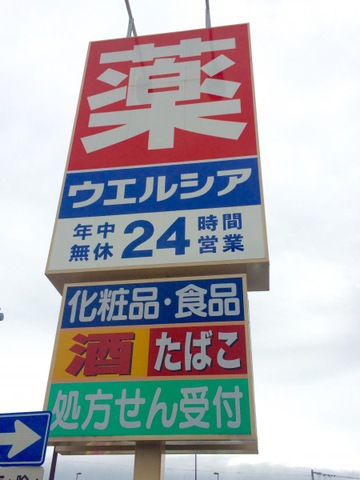 薬
ウエルシア
年中無休 24 時間営業
化粧品・食品
酒 たばこ
処方せん受付